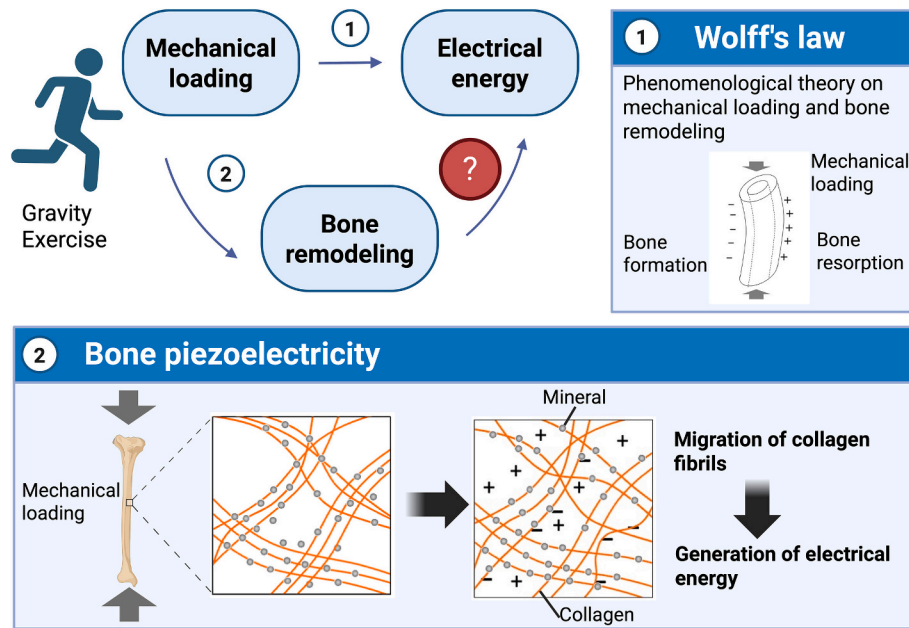 Mechanical
loading
1
Electrical
energy
2
?
Bone
remodeling
Gravity
Exercise
1 Wolff's law
Phenomenological theory on
mechanical loading and bone
remodeling
Mechanical
loading
- +
- +
- +
- +
- +
Bone
formation
Bone
resorption
2 Bone piezoelectricity
Mechanical
loading
Mineral
+ +
-
+ +
-
+ -
-
- +
Collagen
Migration of collagen
fibrils
Generation of electrical
energy